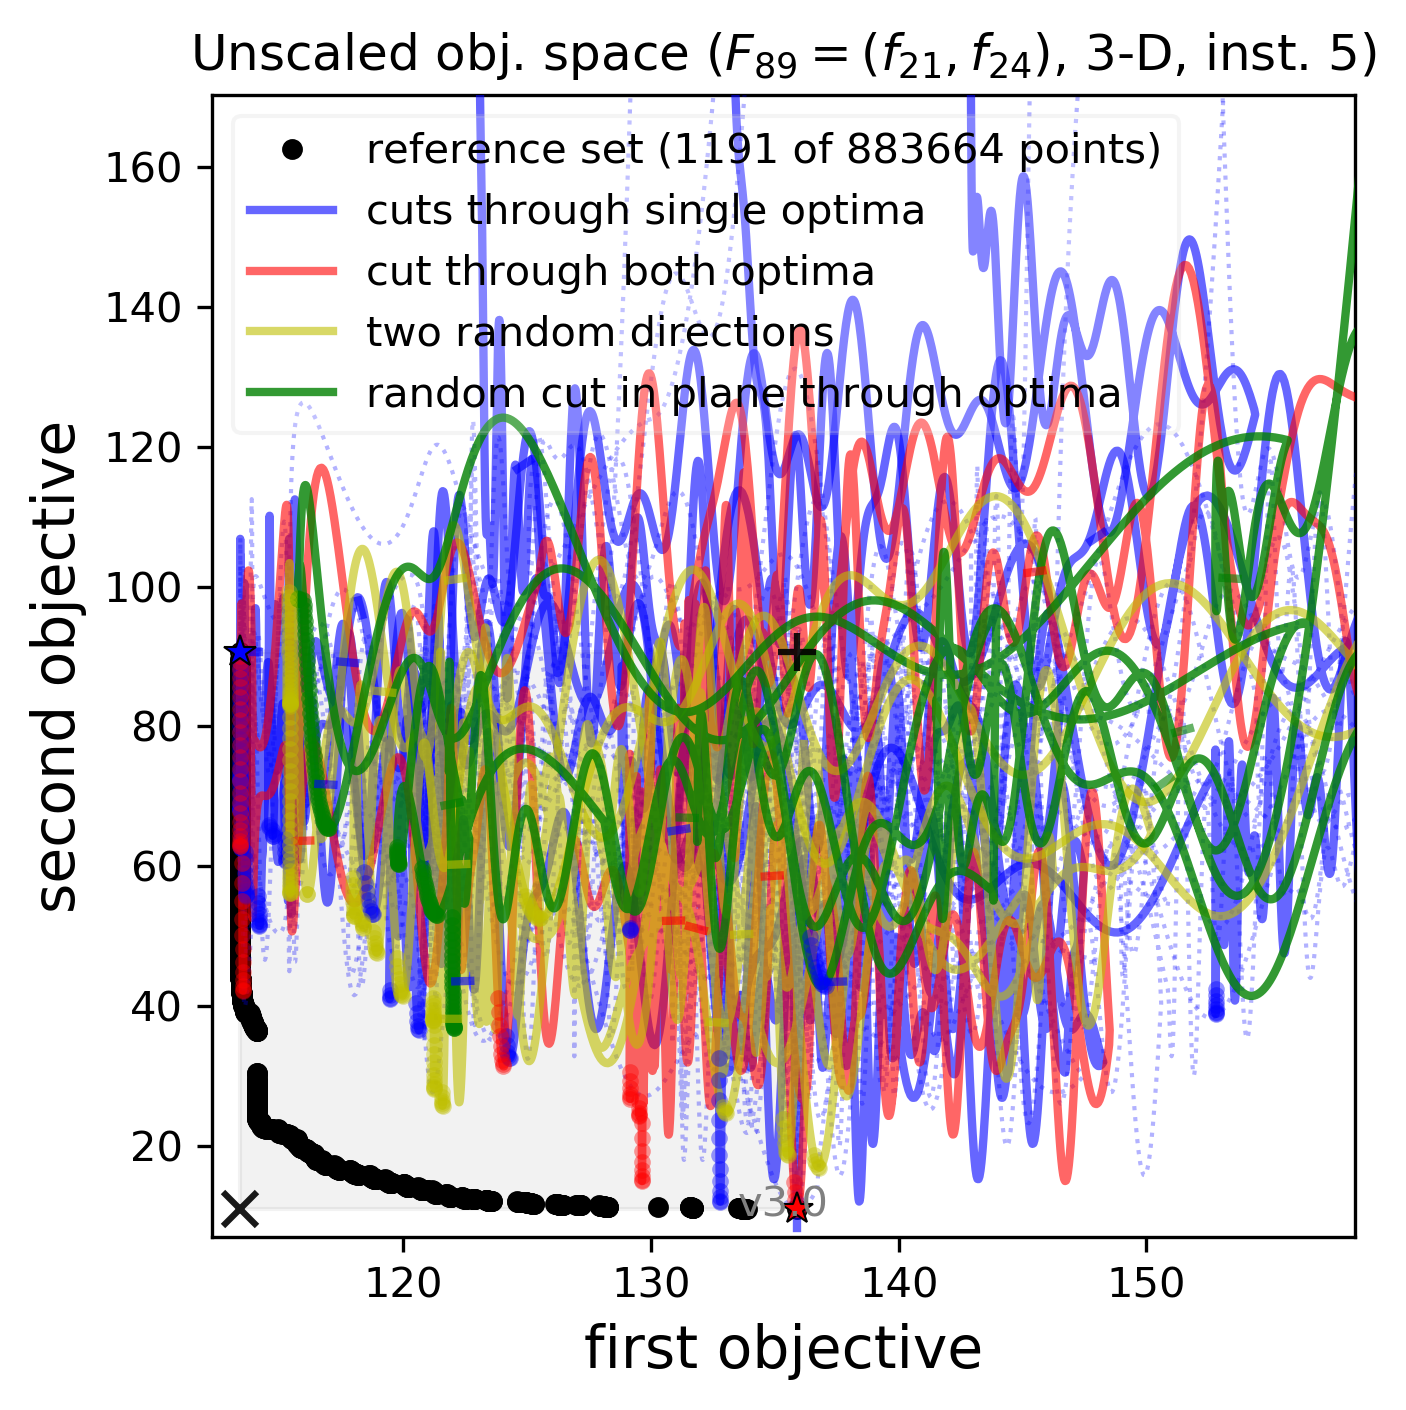 Unscaled obj. space (F₈₉ = (f₂₁, f₂₄), 3-D, inst. 5)
reference set (1191 of 883664 points)
cuts through single optima
cut through both optima
two random directions
random cut in plane through optima
second objective
160
140
120
100
80
60
40
20
v3.0
120 130 140 150
first objective